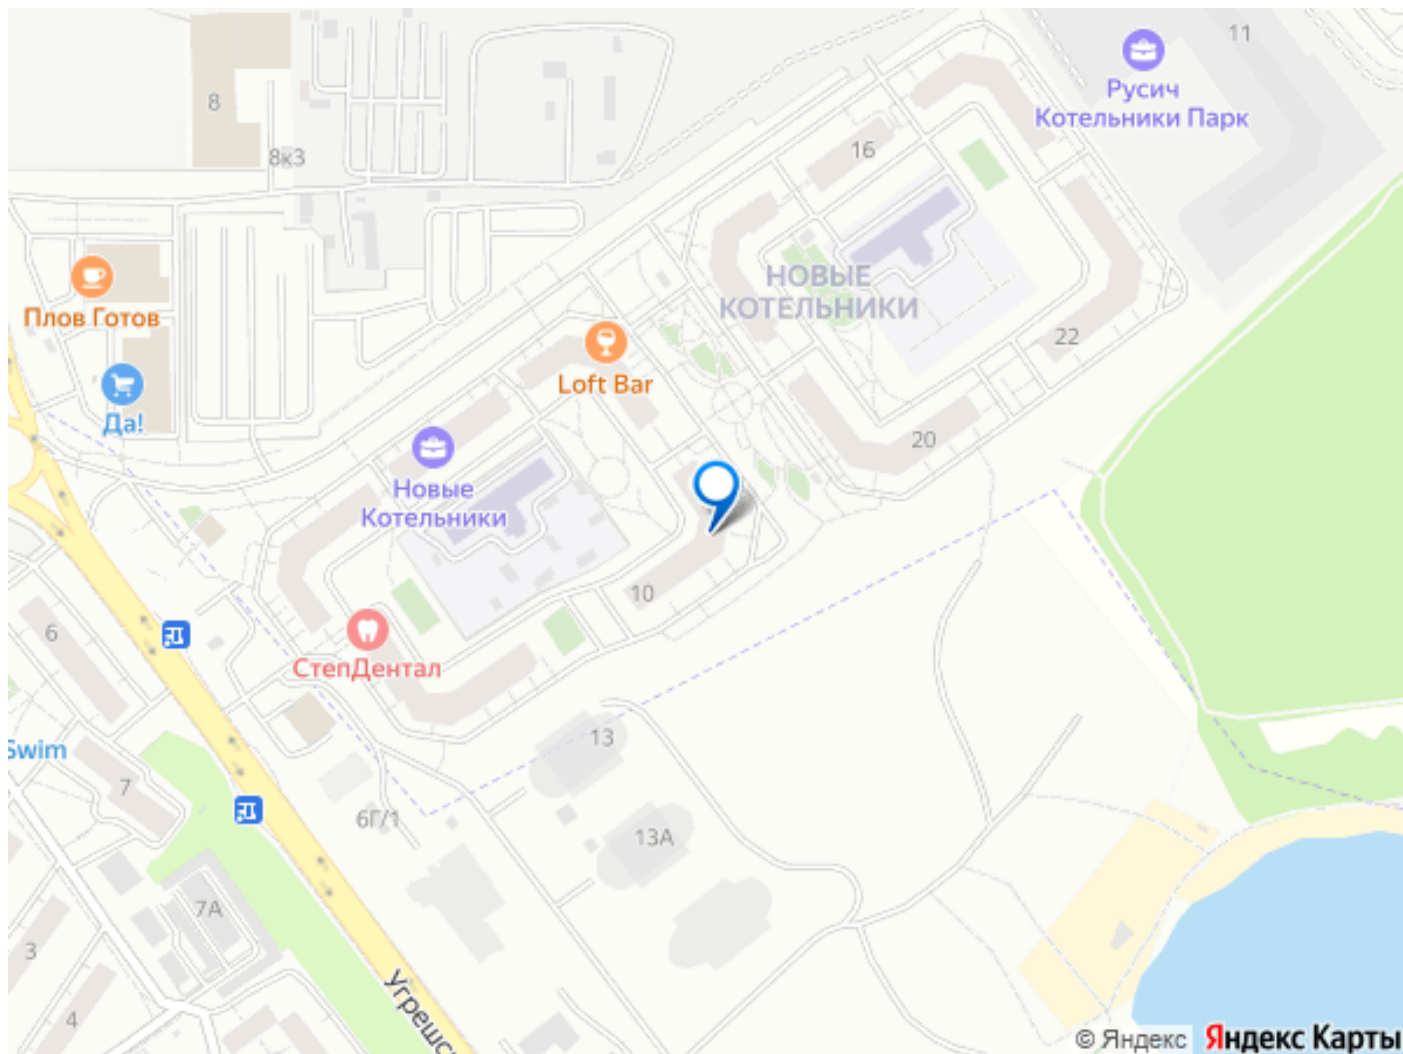 11
Русич
Котельники Парк
8
8к3
16
НОВЫЕ
КОТЕЛЬНИКИ
Плов Готов
22
Loft Bar
Да!
20
Новые
Котельники
10
6
СтепДентал
13
Swim
7
6Г/1
13А
7А
3
4
Угрешск
© Яндекс
Яндекс Карты